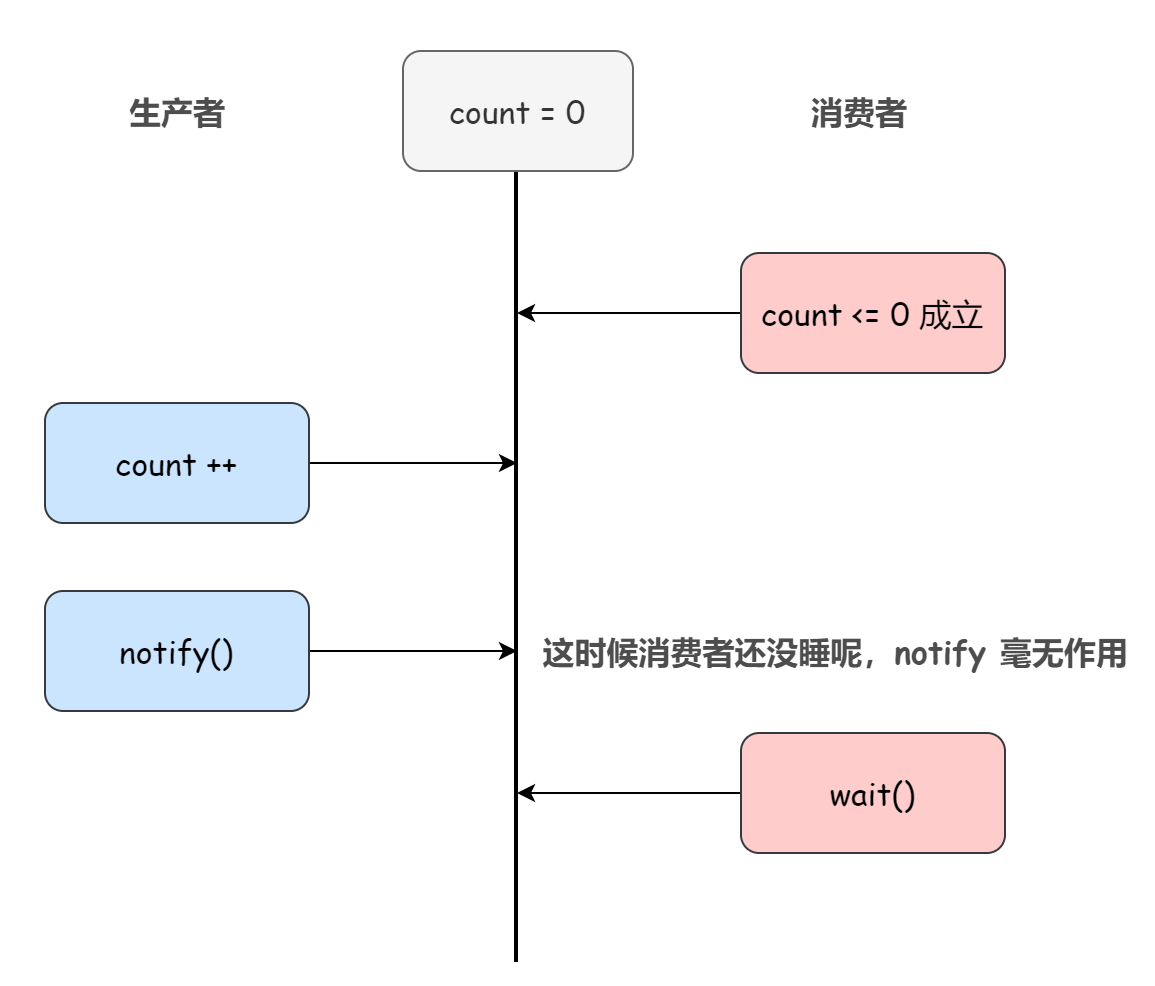 生产者
count = 0
消费者
count <= 0 成立
count ++
notify()
这时候消费者还没睡呢，notify 毫无作用
wait()